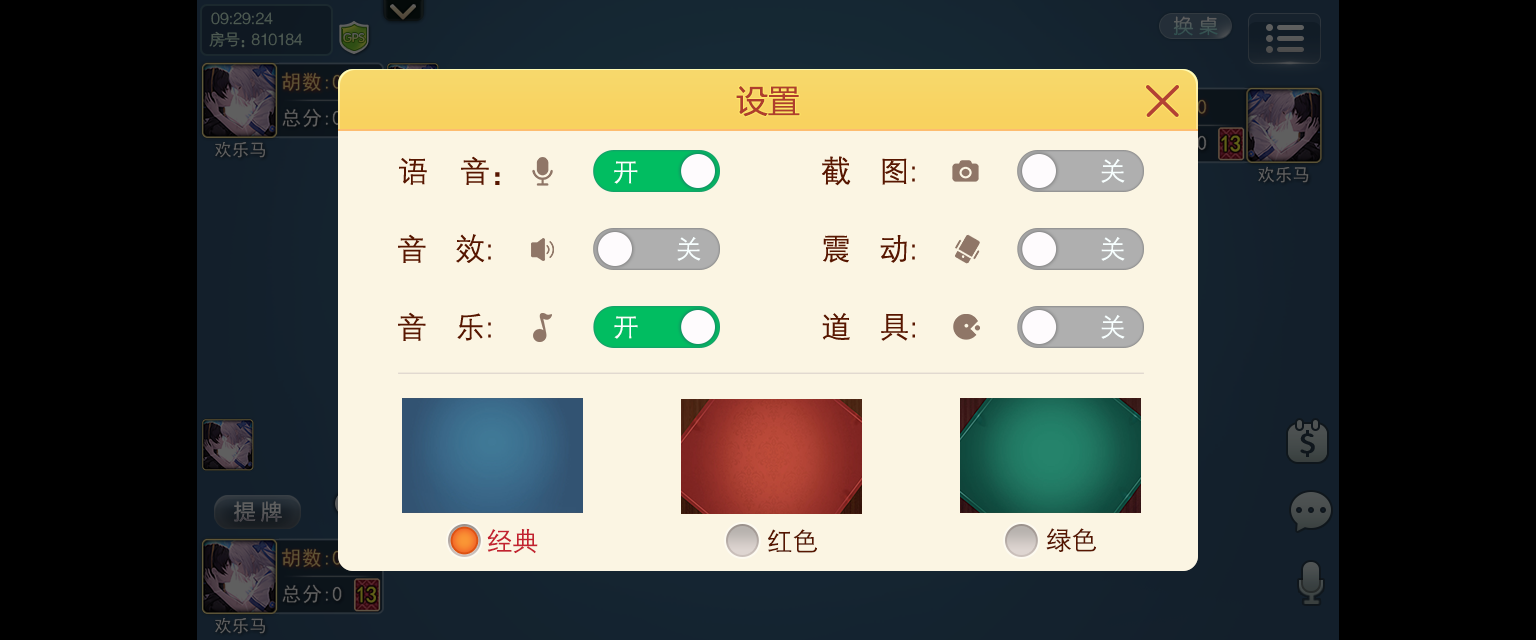 09:29:24
房号：810184
GPS
换桌
胡数:0
总分:0
欢乐马
0
0 13
欢乐马
设置
语 音： 开
截 图: 关
音 效: 关
震 动: 关
音 乐: 开
道 具: 关
经典
红色
绿色
提牌
胡数:0
总分:0 13
欢乐马
$